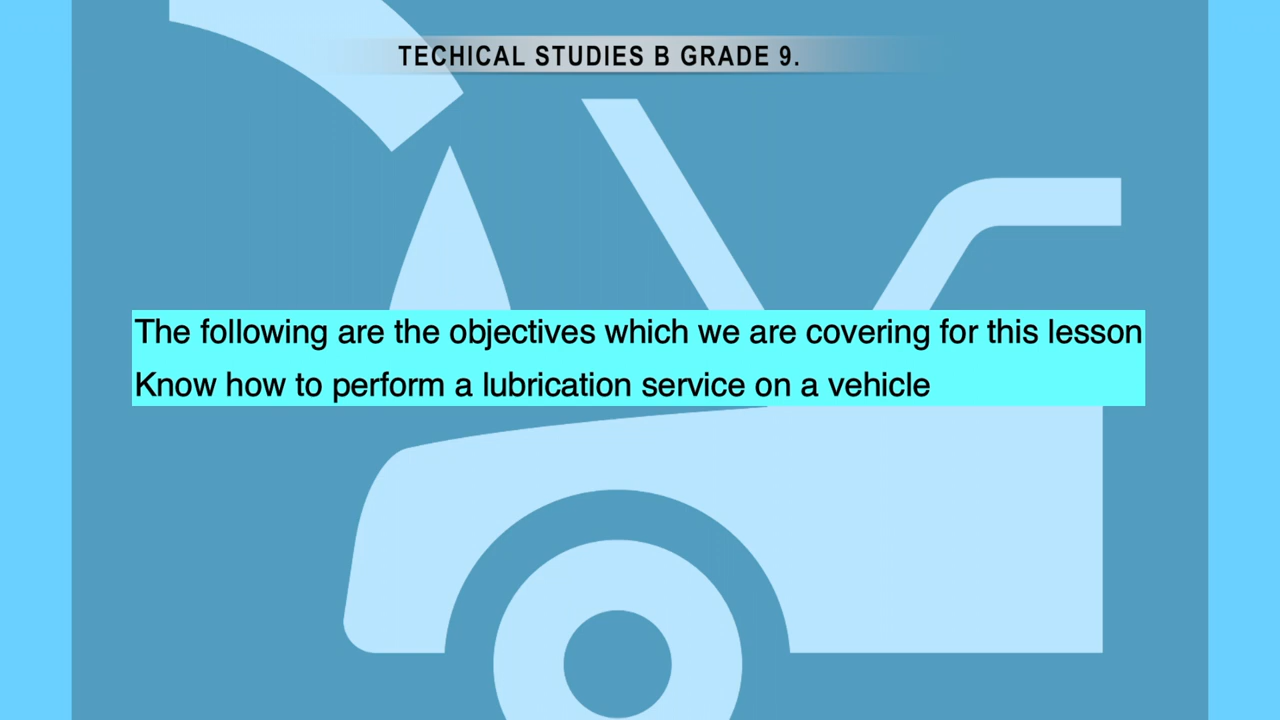 TECHICAL STUDIES B GRADE 9.
The following are the objectives which we are covering for this lesson
Know how to perform a lubrication service on a vehicle